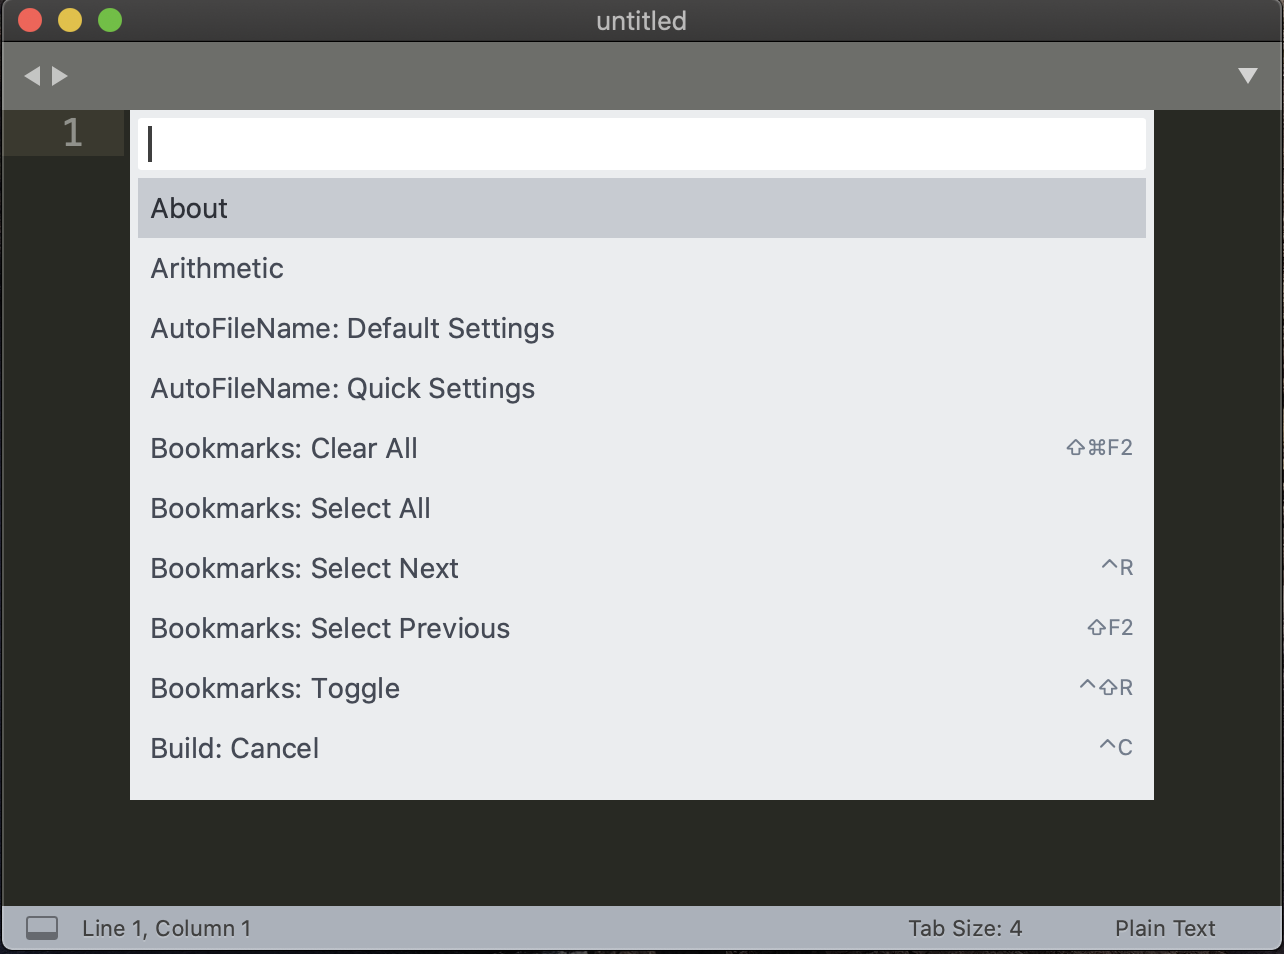 untitled
1
About
Arithmetic
AutoFileName: Default Settings
AutoFileName: Quick Settings
Bookmarks: Clear All ⇧⌘F2
Bookmarks: Select All
Bookmarks: Select Next ^R
Bookmarks: Select Previous ⇧F2
Bookmarks: Toggle ^⇧R
Build: Cancel ^C
Line 1, Column 1 Tab Size: 4 Plain Text